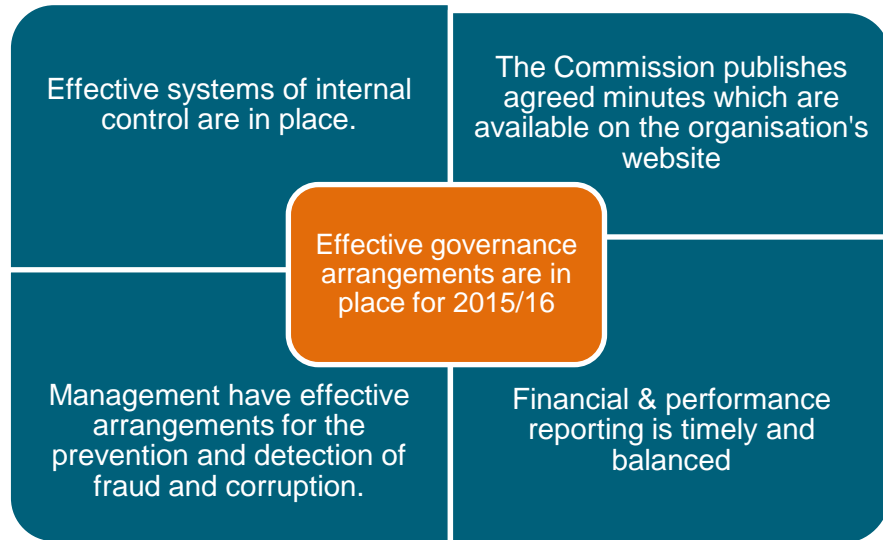 Effective systems of internal
control are in place.
The Commission publishes
agreed minutes which are
available on the organisation's
website
Effective governance
arrangements are in
place for 2015/16
Management have effective
arrangements for the
prevention and detection of
fraud and corruption.
Financial & performance
reporting is timely and
balanced